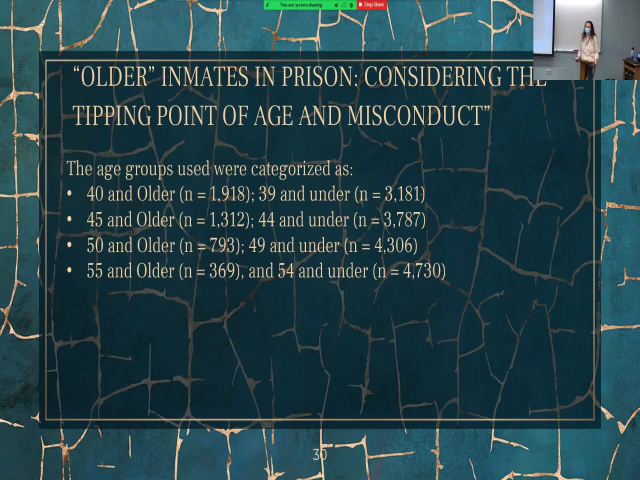 You are screen sharing
Stop Share
“OLDER” INMATES IN PRISON: CONSIDERING THE
TIPPING POINT OF AGE AND MISCONDUCT”
The age groups used were categorized as:
• 40 and Older (n = 1,918); 39 and under (n = 3,181)
• 45 and Older (n = 1,312); 44 and under (n = 3,787)
• 50 and Older (n = 793); 49 and under (n = 4,306)
• 55 and Older (n = 369), and 54 and under (n = 4,730)
30